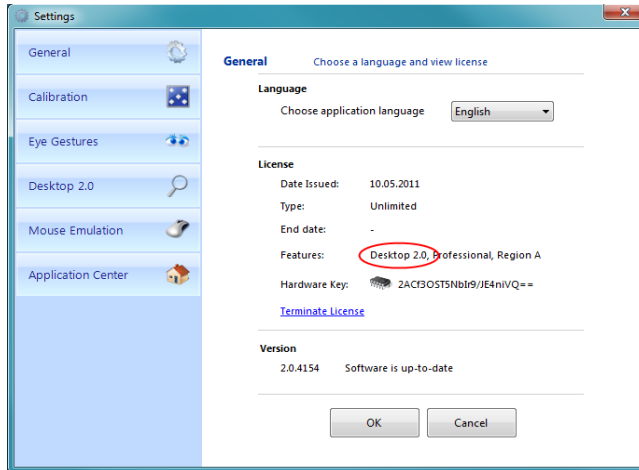 Settings
General
Calibration
Eye Gestures
Desktop 2.0
Mouse Emulation
Application Center
General Choose a language and view license
Language
Choose application language English
License
Date Issued: 10.05.2011
Type: Unlimited
End date: -
Features: Desktop 2.0, Professional, Region A
Hardware Key: 2ACf3OST5NbIr9/JE4niVQ==
Terminate License
Version
2.0.4154 Software is up-to-date
OK Cancel